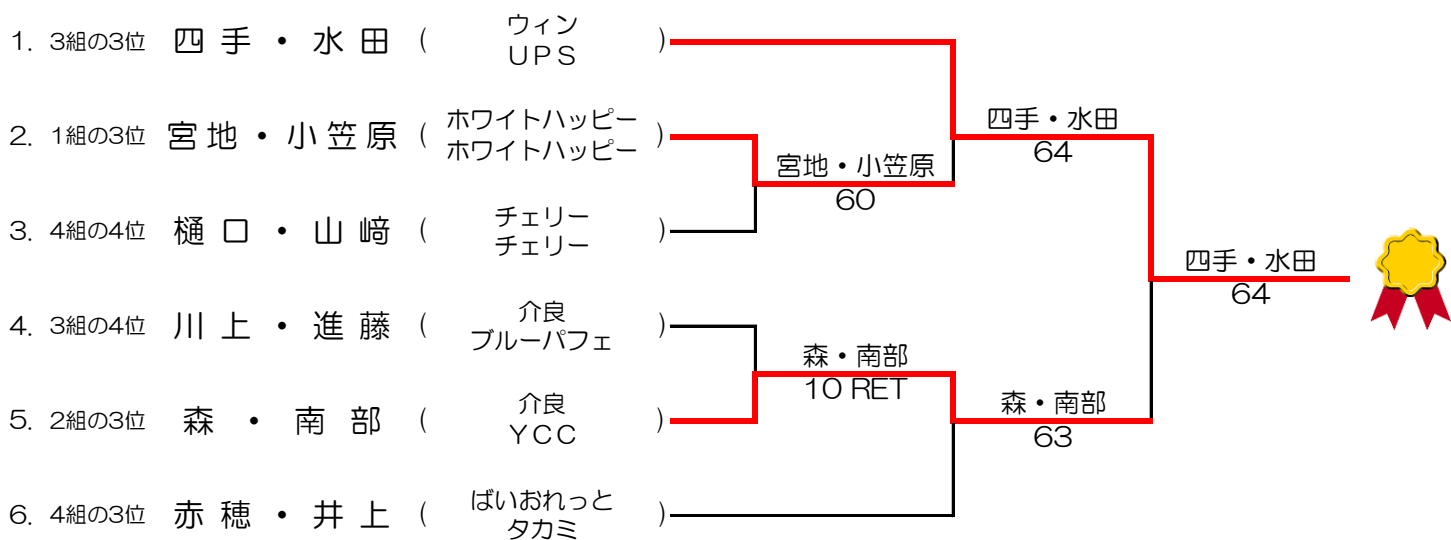 ウィン
1. 3組の3位 四手・水田 ( )
UPS
ホワイトハッピー
2. 1組の3位 宮地・小笠原 ( )
ホワイトハッピー
四手・水田
64
宮地・小笠原
60
チェリー
3. 4組の4位 樋口・山﨑 ( )
チェリー
四手・水田
64
介良
4. 3組の4位 川上・進藤 ( )
ブルーパフェ
森・南部
10 RET
介良
5. 2組の3位 森・南部 ( )
YCC
森・南部
63
ばいおれっと
6. 4組の3位 赤穂・井上 ( )
タカミ